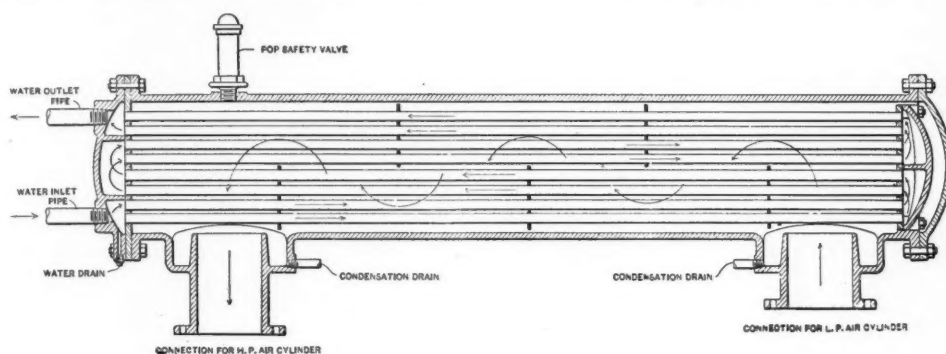 POP SAFETY VALVE
WATER OUTLET
PIPE
WATER INLET
PIPE
WATER DRAIN
CONDENSATION DRAIN
CONDENSATION DRAIN
CONNECTION FOR H.P. AIR CYLINDER
CONNECTION FOR L.P. AIR CYLINDER